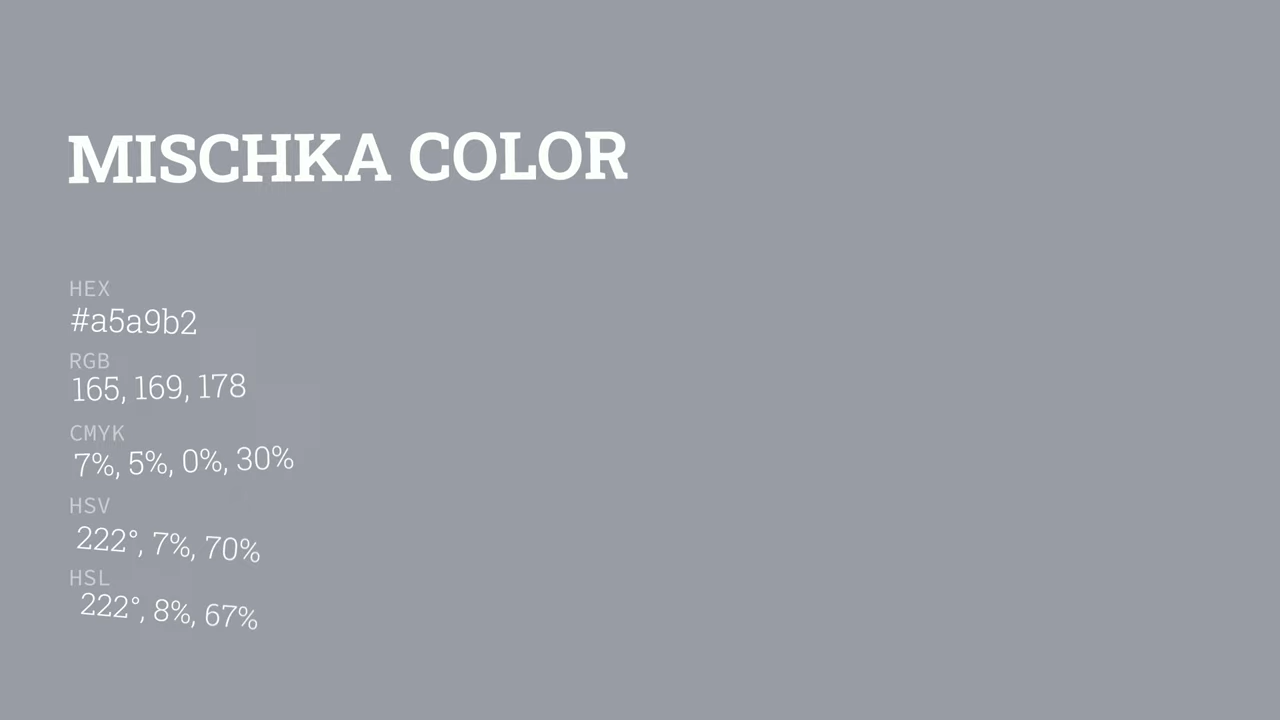 MISCHKA COLOR
HEX
#a5a9b2
RGB
165, 169, 178
CMYK
7%, 5%, 0%, 30%
HSV
222°, 7%, 70%
HSL
222°, 8%, 67%